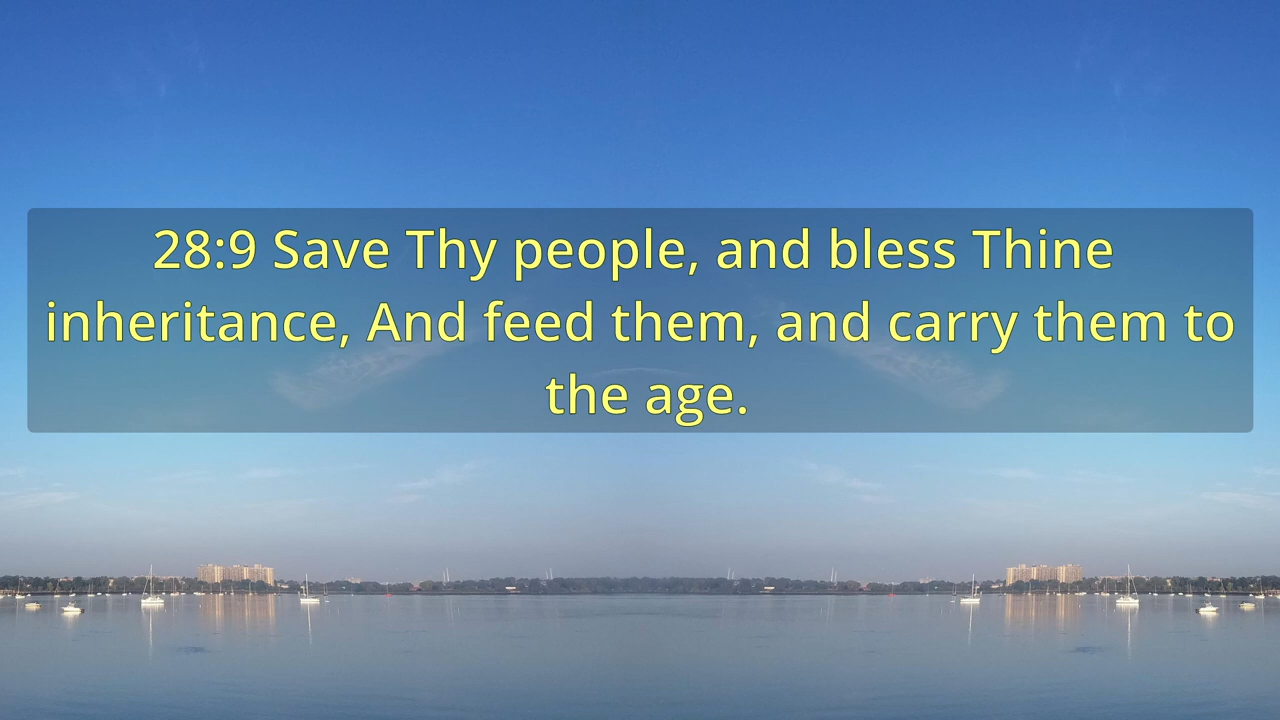 28:9 Save Thy people, and bless Thine
inheritance, And feed them, and carry them to
the age.